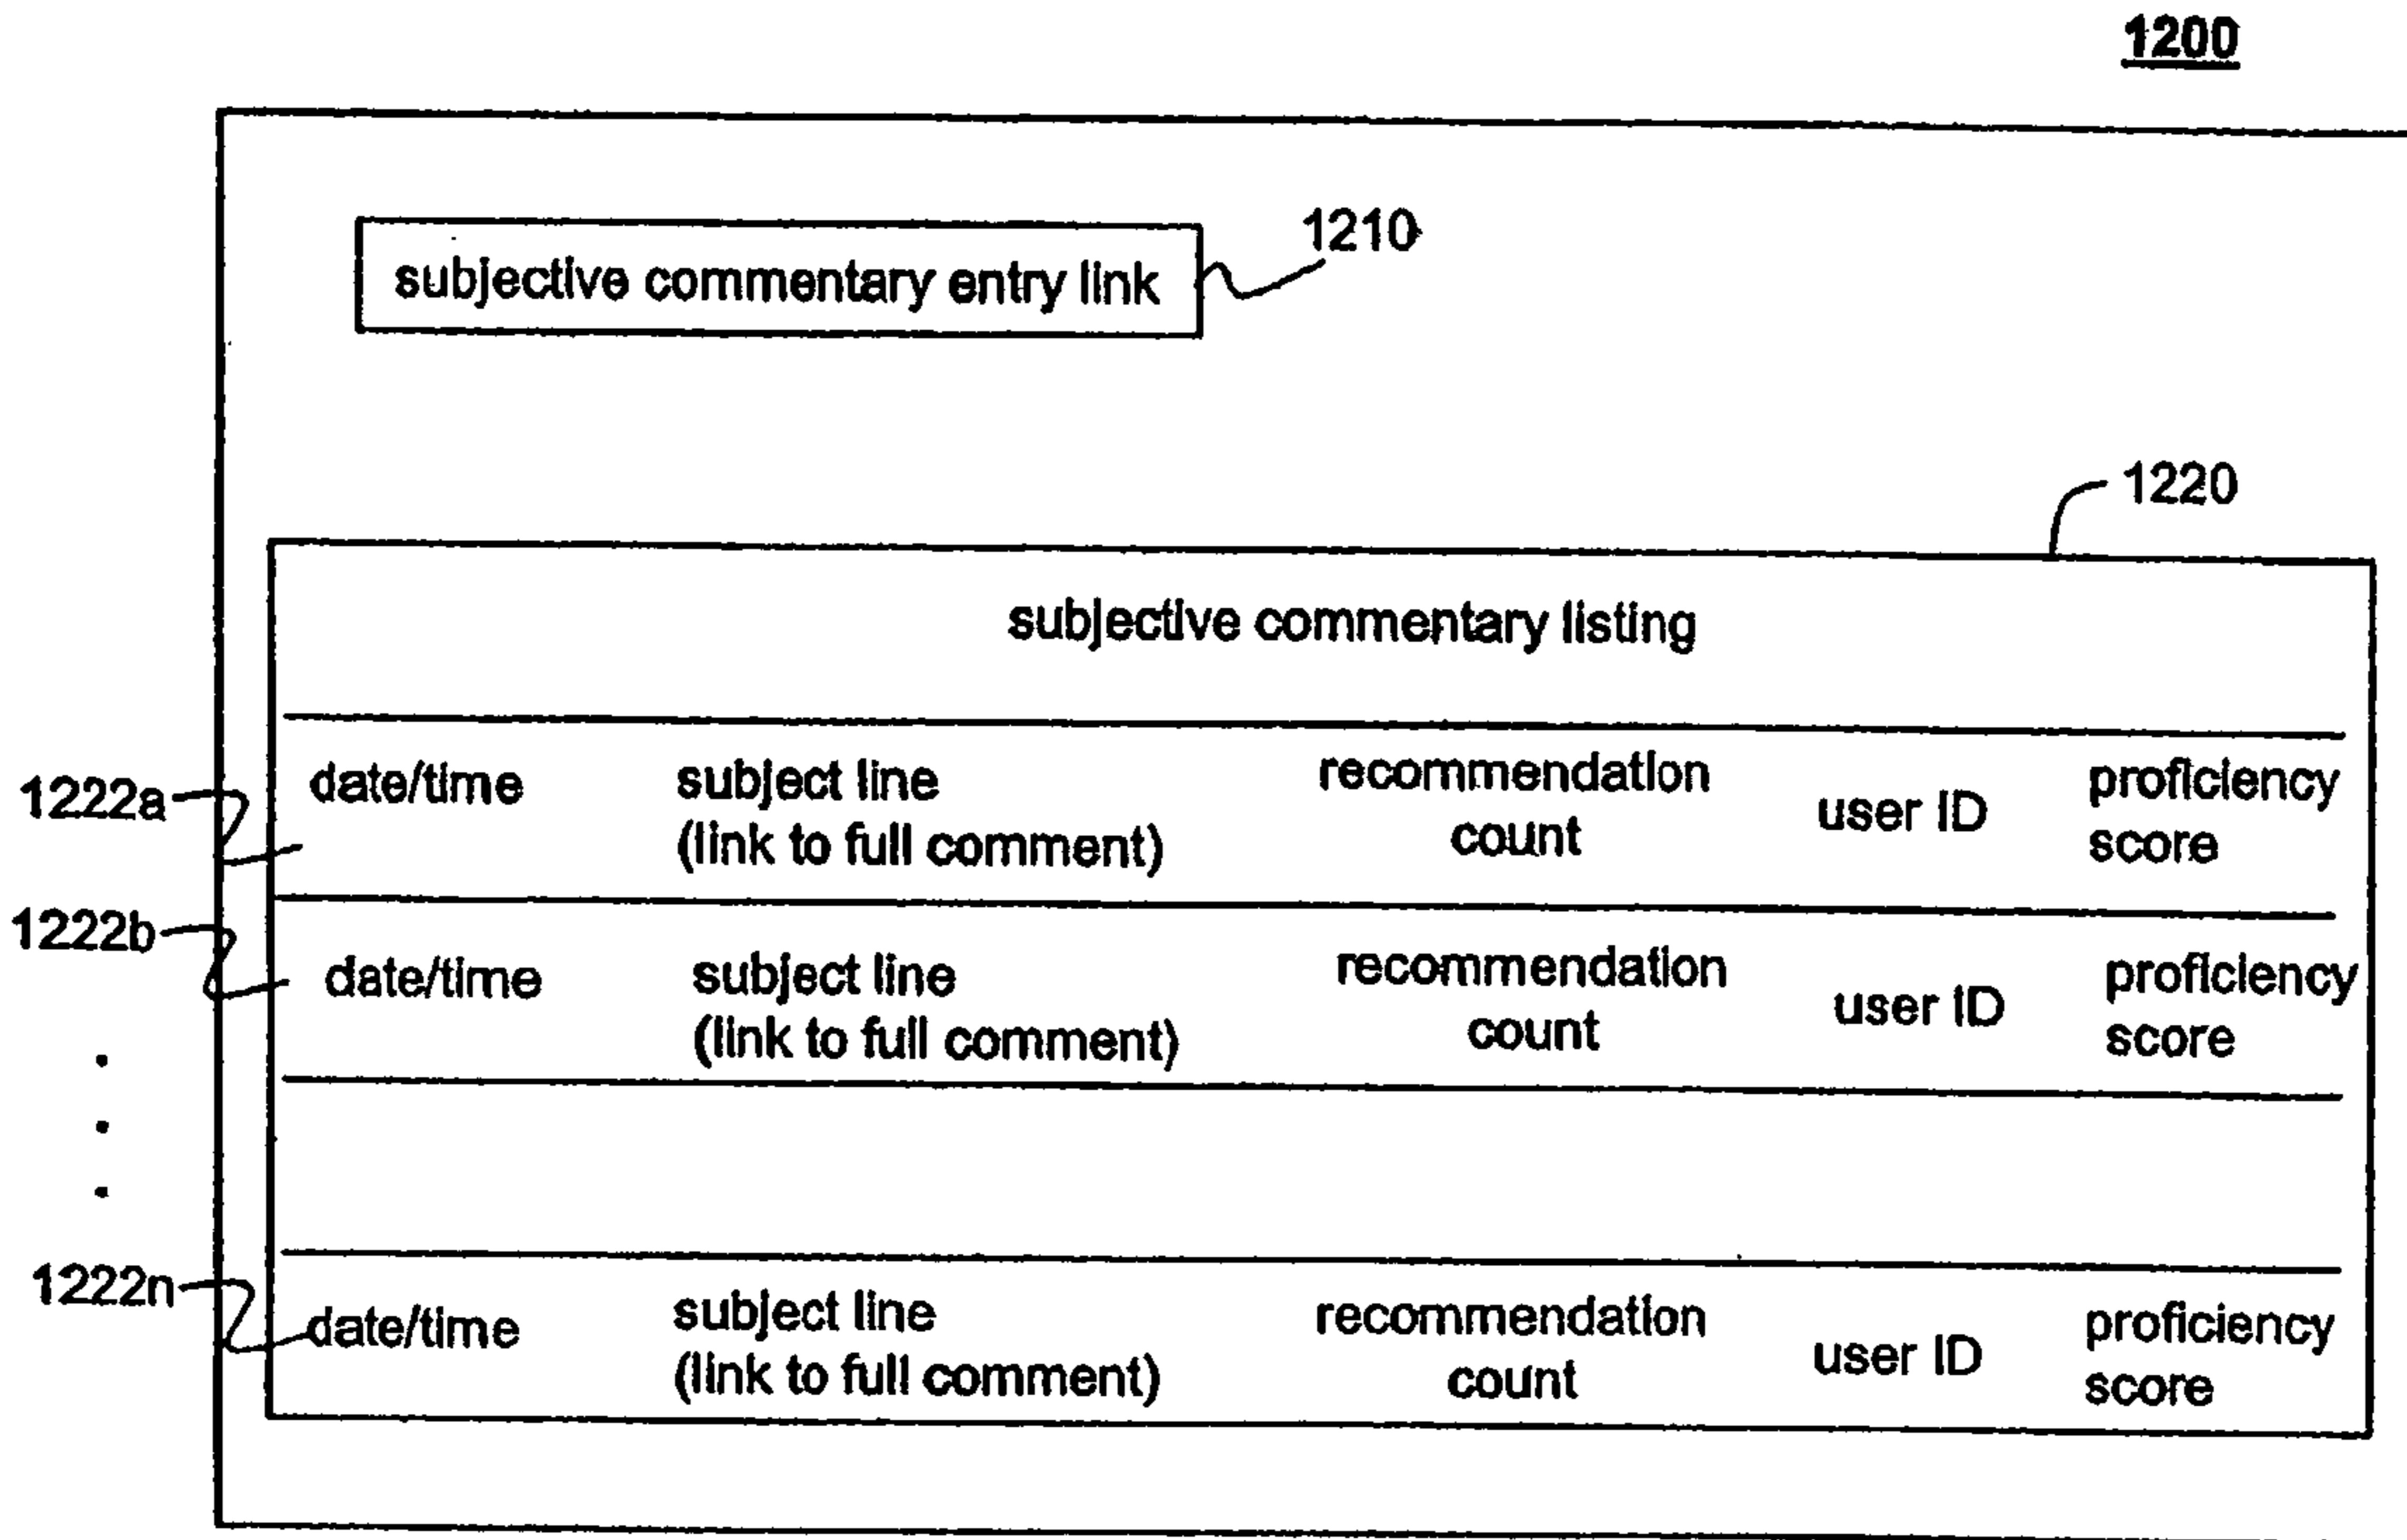 1200
subjective commentary entry link
1210
1220
subjective commentary listing
1222a
date/time
subject line
(link to full comment)
recommendation
count
user ID
proficiency
score
1222b
date/time
subject line
(link to full comment)
recommendation
count
user ID
proficiency
score
1222n
date/time
subject line
(link to full comment)
recommendation
count
user ID
proficiency
score